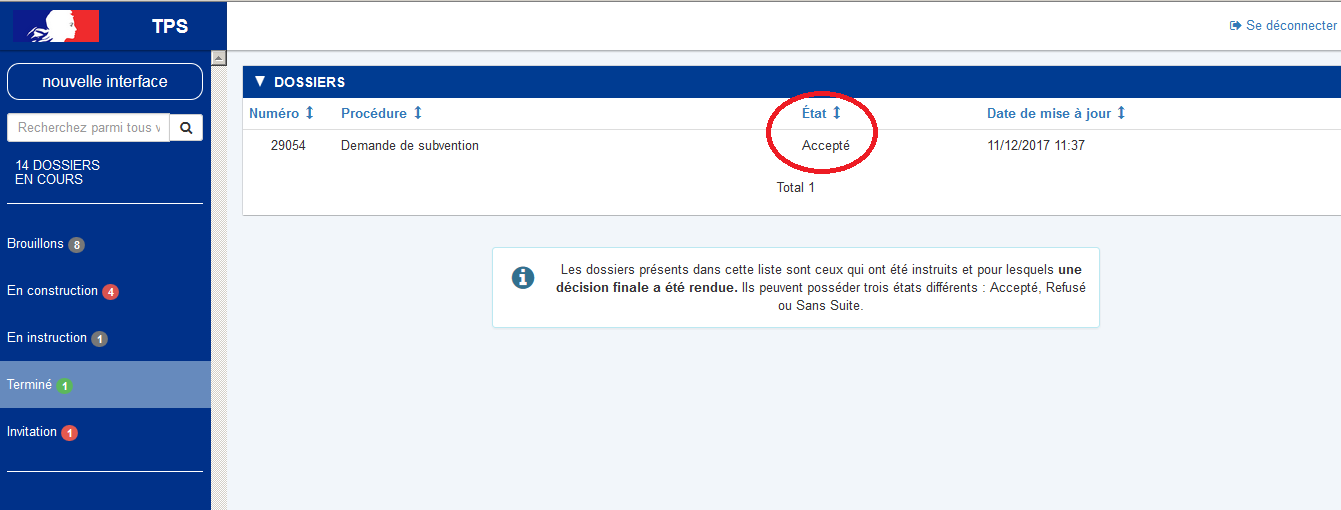 TPS
Se déconnecter
nouvelle interface
Recherchez parmi tous v
14 DOSSIERS
EN COURS
Brouillons 8
En construction 4
En instruction 1
Terminé 1
Invitation 1
▼ DOSSIERS
Numéro Procédure État Date de mise à jour
29054 Demande de subvention Accepté 11/12/2017 11:37
Total 1
Les dossiers présents dans cette liste sont ceux qui ont été instruits et pour lesquels une
décision finale a été rendue. Ils peuvent posséder trois états différents : Accepté, Refusé
ou Sans Suite.